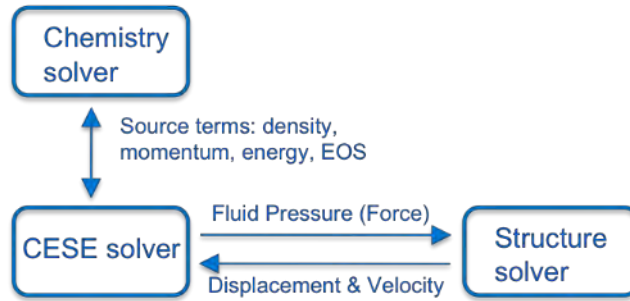 Chemistry
solver
Source terms: density,
momentum, energy, EOS
CESE solver
Fluid Pressure (Force)
Displacement & Velocity
Structure
solver